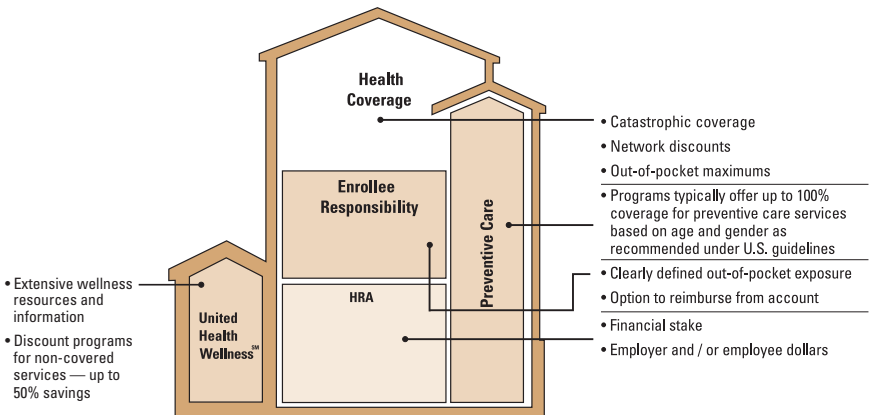 Health
Coverage
Enrollee
Responsibility
HRA
Preventive Care
United
Health
Wellness℠
• Extensive wellness
resources and
information
• Discount programs
for non-covered
services — up to
50% savings
• Catastrophic coverage
• Network discounts
• Out-of-pocket maximums
• Programs typically offer up to 100%
coverage for preventive care services
based on age and gender as
recommended under U.S. guidelines
• Clearly defined out-of-pocket exposure
• Option to reimburse from account
• Financial stake
• Employer and / or employee dollars